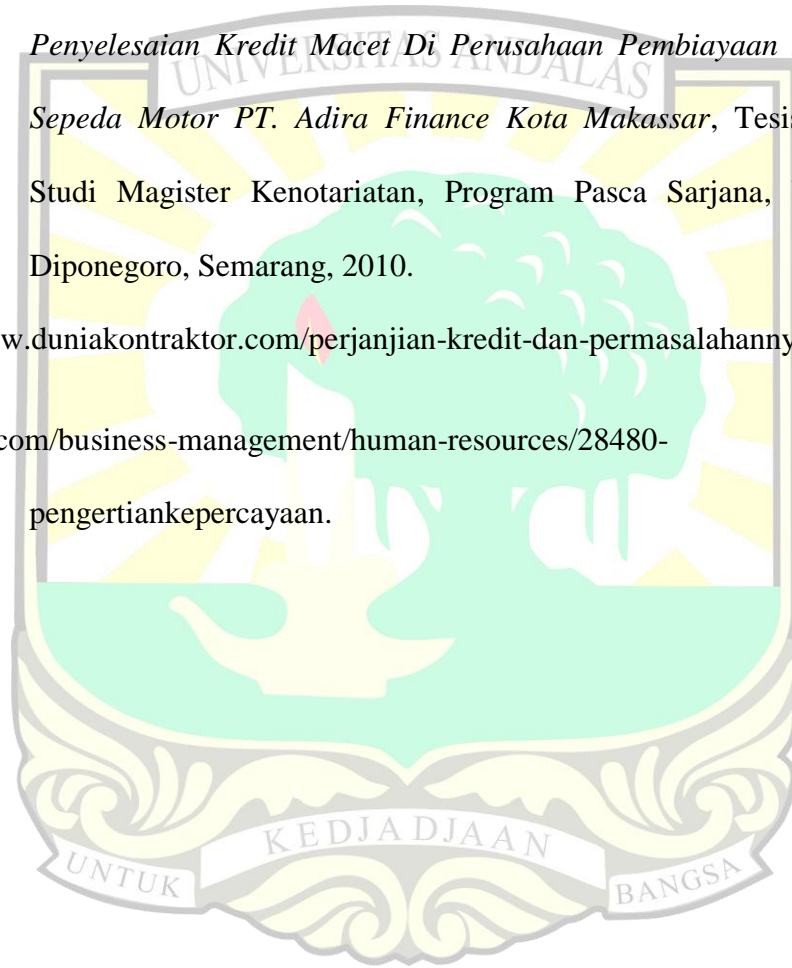 UNIVERSITAS ANDALAS
Penyelesaian Kredit Macet Di Perusahaan Pembiayaan
Sepeda Motor PT. Adira Finance Kota Makassar, Tesis
Studi Magister Kenotariatan, Program Pasca Sarjana,
Diponegoro, Semarang, 2010.
w.duniakontraktor.com/perjanjian-kredit-dan-permasalahanny
com/business-management/human-resources/28480-
pengertiankepercayaan.
UNTUK KEDJADJAAN BANGSA